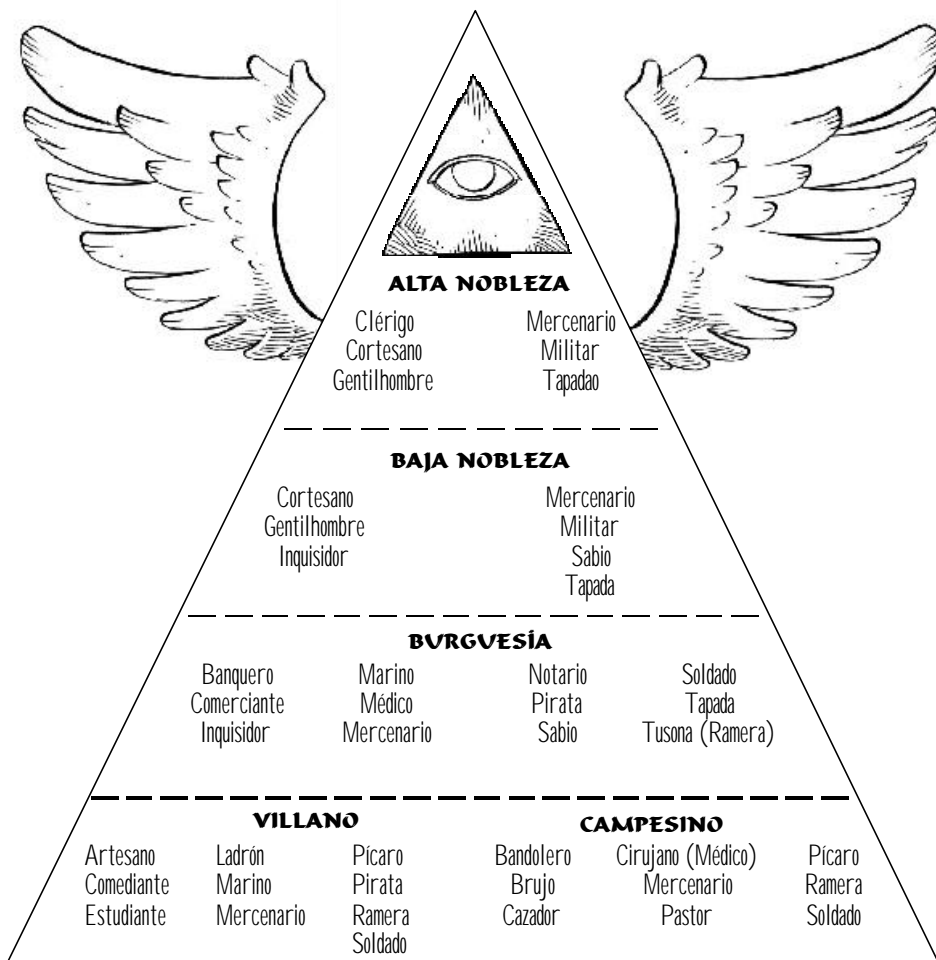 ALTA NOBLEZA
Clérigo Mercenario
Cortesano Militar
Gentilhombre Tapadao
BAJA NOBLEZA
Cortesano Mercenario
Gentilhombre Militar
Inquisidor Sabio
Tapada
BURGUESÍA
Banquero Marino Notario Soldado
Comerciante Médico Pirata Tapada
Inquisidor Mercenario Sabio Tusona (Ramera)
VILLANO CAMPESINO
Artesano Ladrón Pícaro Bandolero Cirujano (Médico) Pícaro
Comediante Marino Pirata Brujo Mercenario Ramera
Estudiante Mercenario Ramera Cazador Pastor Soldado
Soldado